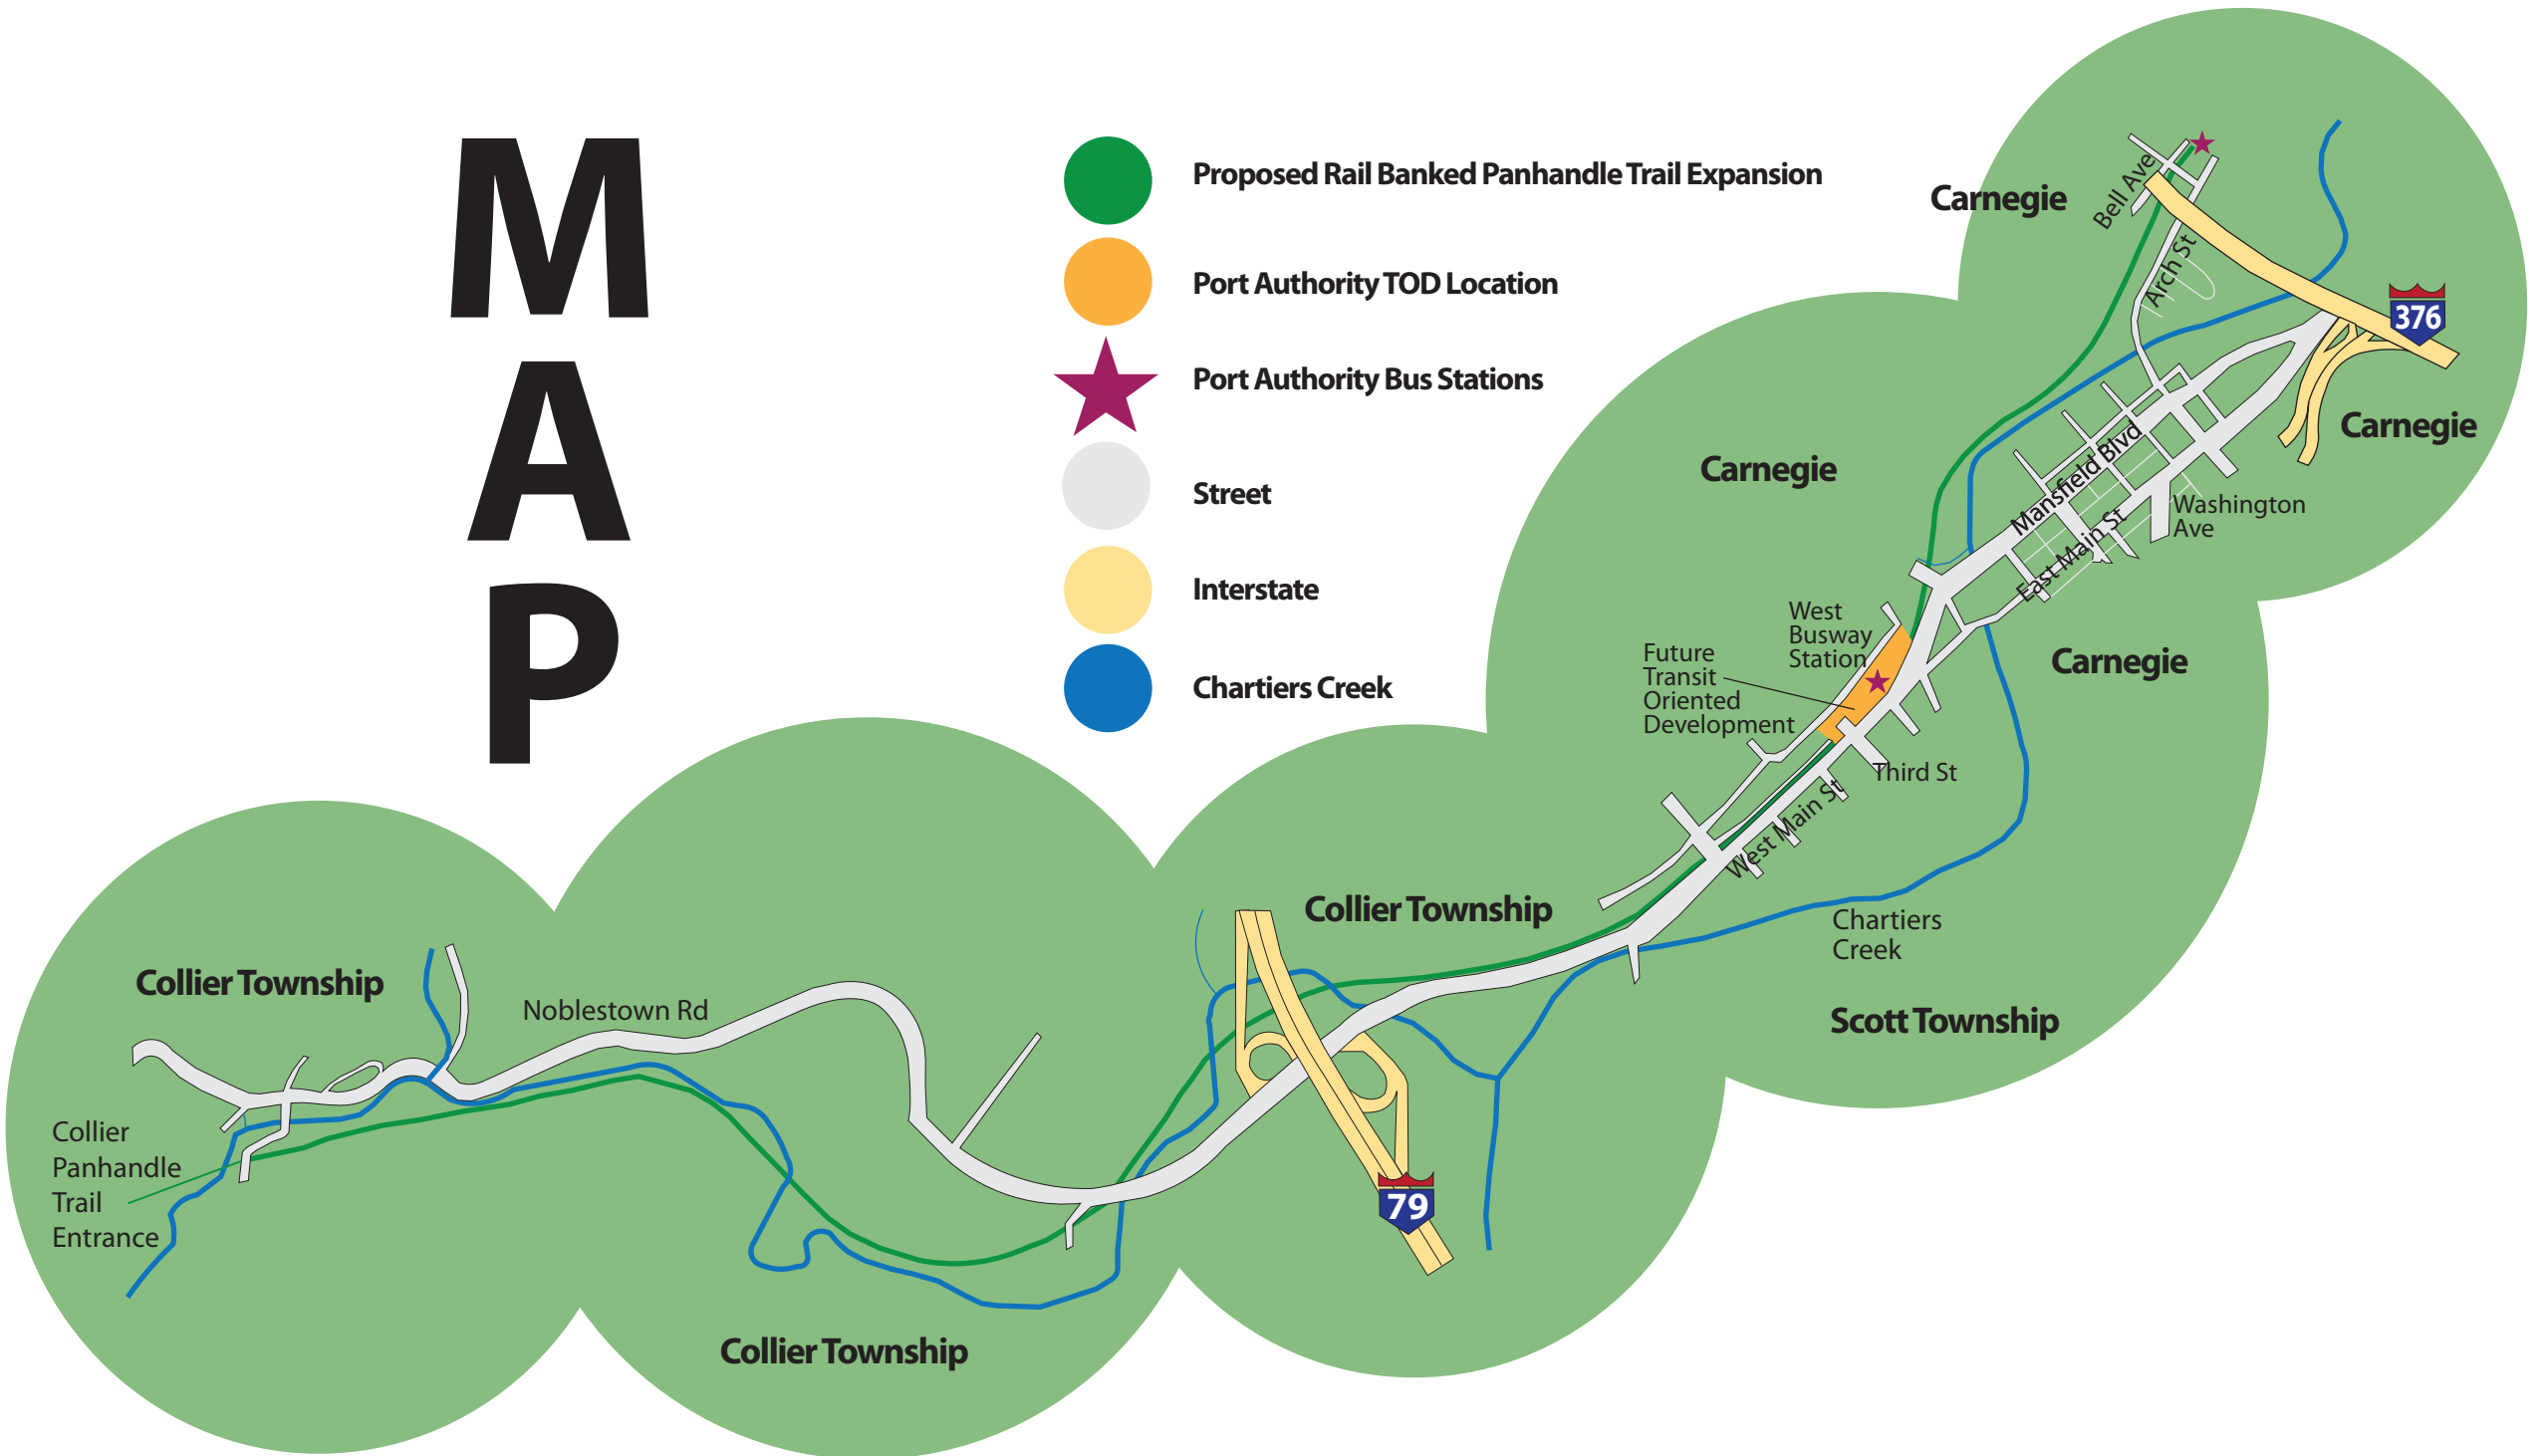 M
A
P
Proposed Rail Banked Panhandle Trail Expansion
Port Authority TOD Location
Port Authority Bus Stations
Street
Interstate
Chartiers Creek
Carnegie
Bell Ave
Arch St
376
Carnegie
Carnegie
Mansfield Blvd
East Main St
Washington
Ave
West
Busway
Station
Future
Transit
Oriented
Development
Carnegie
Third St
West Main St
Chartiers
Creek
Scott Township
Collier Township
79
Collier Township
Noblestown Rd
Collier
Panhandle
Trail
Entrance
Collier Township